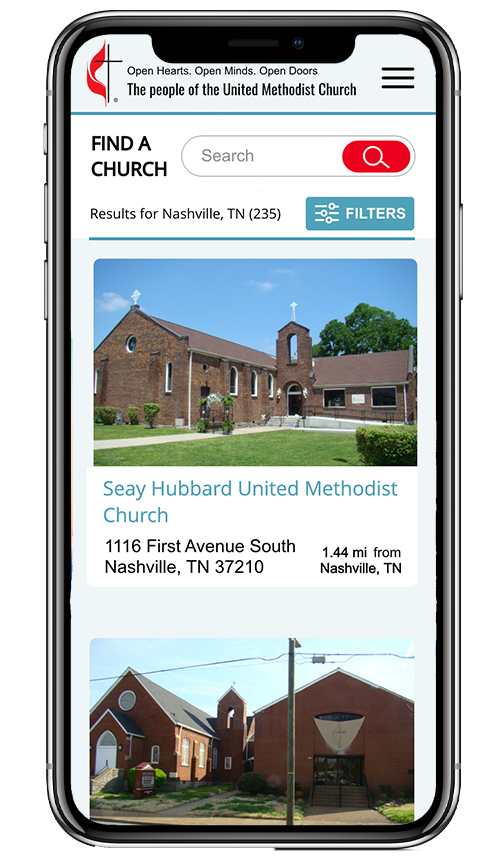 Open Hearts. Open Minds. Open Doors
The people of the United Methodist Church
®
FIND A
CHURCH
Search
Results for Nashville, TN (235)
FILTERS
Seay Hubbard United Methodist
Church
1116 First Avenue South
Nashville, TN 37210
1.44 mi from
Nashville, TN